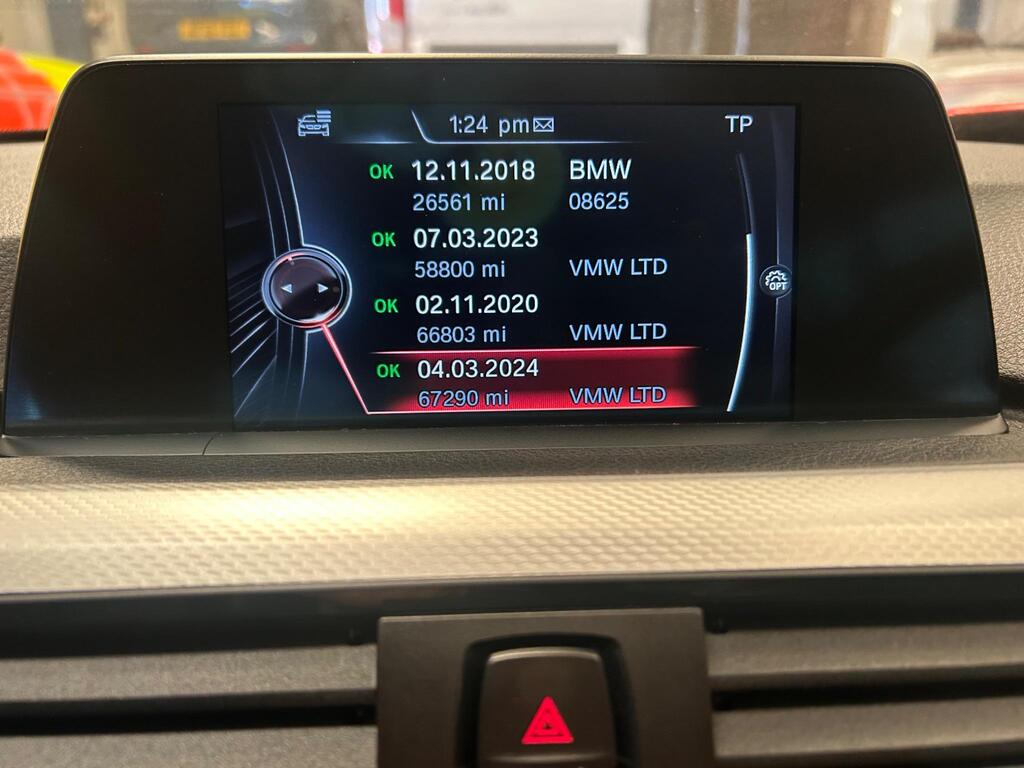 1:24 pm TP
OK 12.11.2018 BMW
26561 mi 08625
OK 07.03.2023
58800 mi VMW LTD
OK 02.11.2020
66803 mi VMW LTD
OK 04.03.2024
67290 mi VMW LTD
OPT